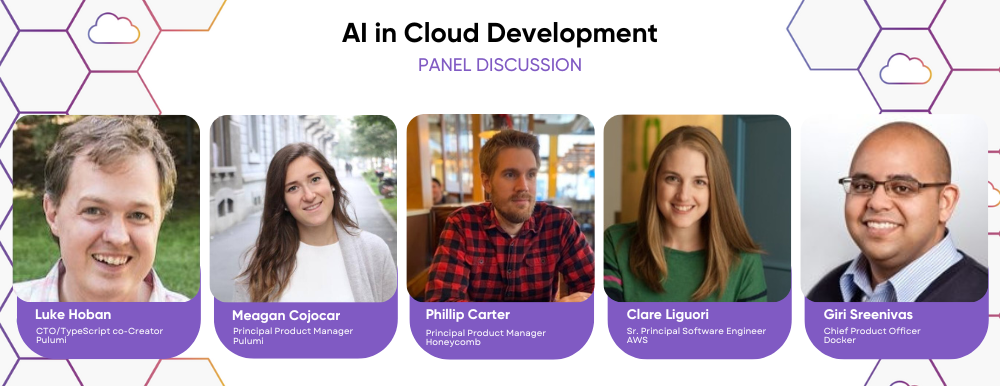 AI in Cloud Development
PANEL DISCUSSION
Luke Hoban
CTO/TypeScript co-Creator
Pulumi
Meagan Cojocar
Principal Product Manager
Pulumi
Phillip Carter
Principal Product Manager
Honeycomb
Clare Liguori
Sr. Principal Software Engineer
AWS
Giri Sreenivas
Chief Product Officer
Docker